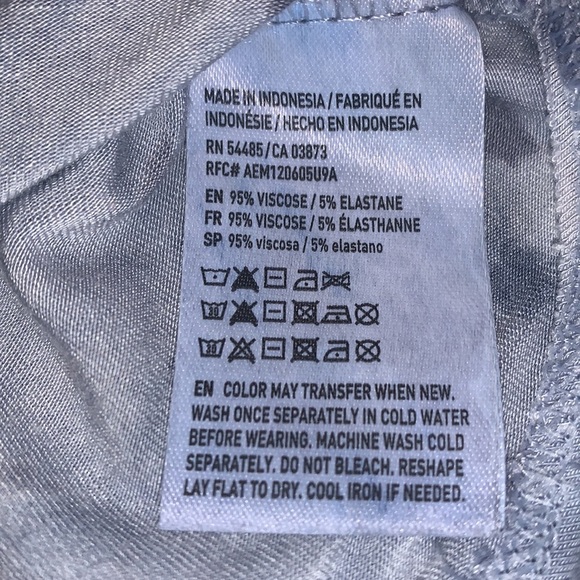 MADE IN INDONESIA / FABRIQUÉ EN
INDONÉSIE / HECHO EN INDONESIA
RN 54485 / CA 03873
RFC# AEM120605U9A
EN 95% VISCOSE / 5% ELASTANE
FR 95% VISCOSE / 5% ÉLASTHANNE
SP 95% viscosa / 5% elastano
30
30
EN COLOR MAY TRANSFER WHEN NEW.
WASH ONCE SEPARATELY IN COLD WATER
BEFORE WEARING. MACHINE WASH COLD
SEPARATELY. DO NOT BLEACH. RESHAPE
LAY FLAT TO DRY. COOL IRON IF NEEDED.